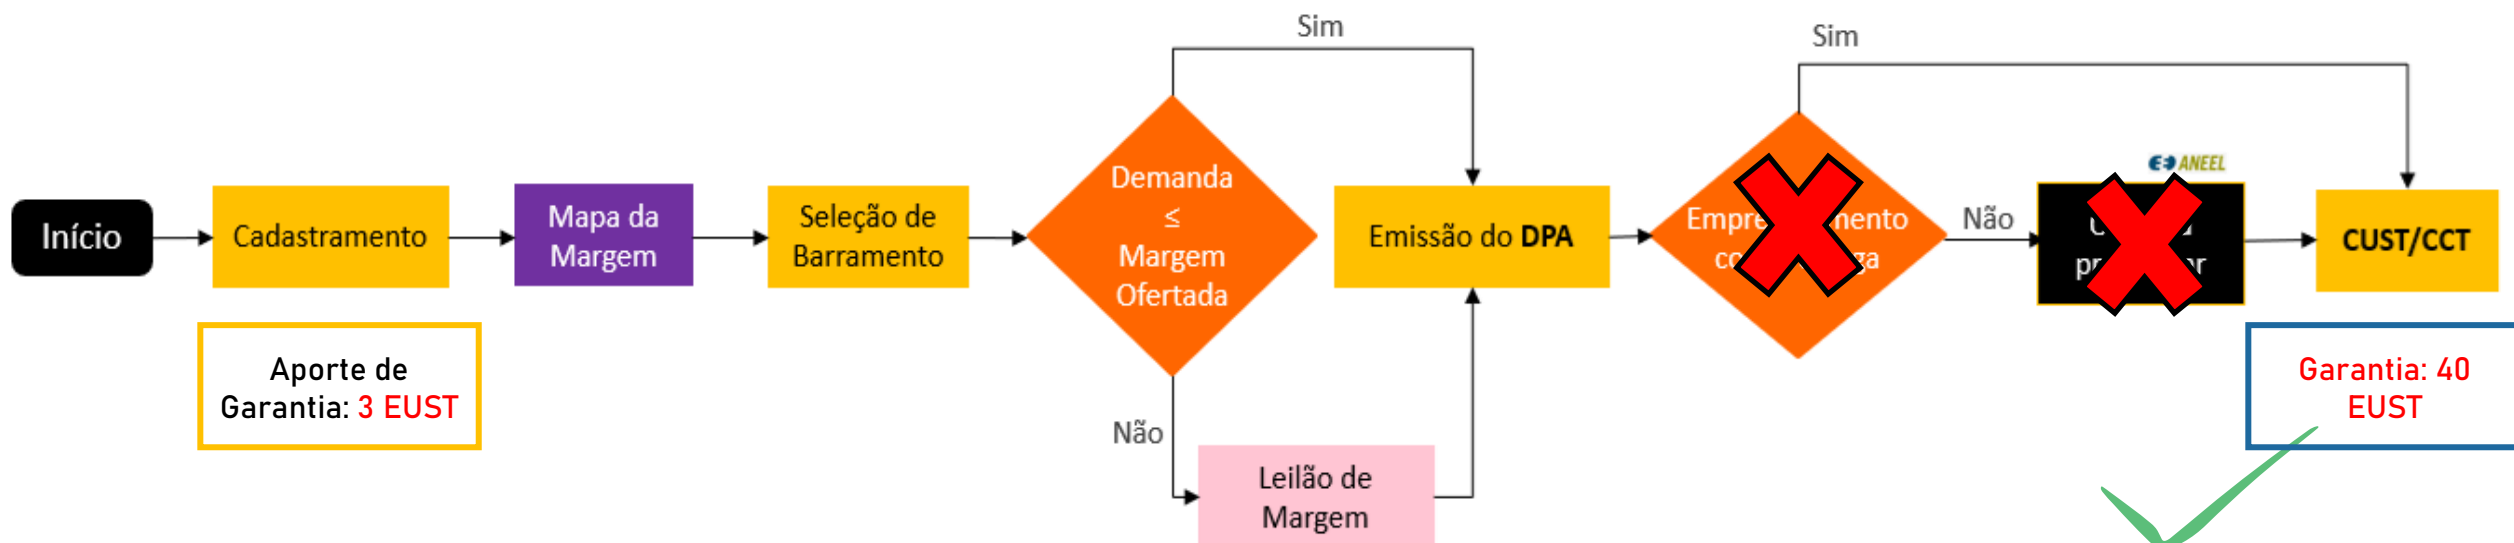 Início
Cadastramento
Aporte de
Garantia: 3 EUST
Mapa da
Margem
Seleção de
Barramento
Sim
Demanda
≤
Margem
Ofertada
Não
Leilão de
Margem
Emissão do DPA
Sim
Não
ANEEL
CUST/CCT
Garantia: 40
EUST